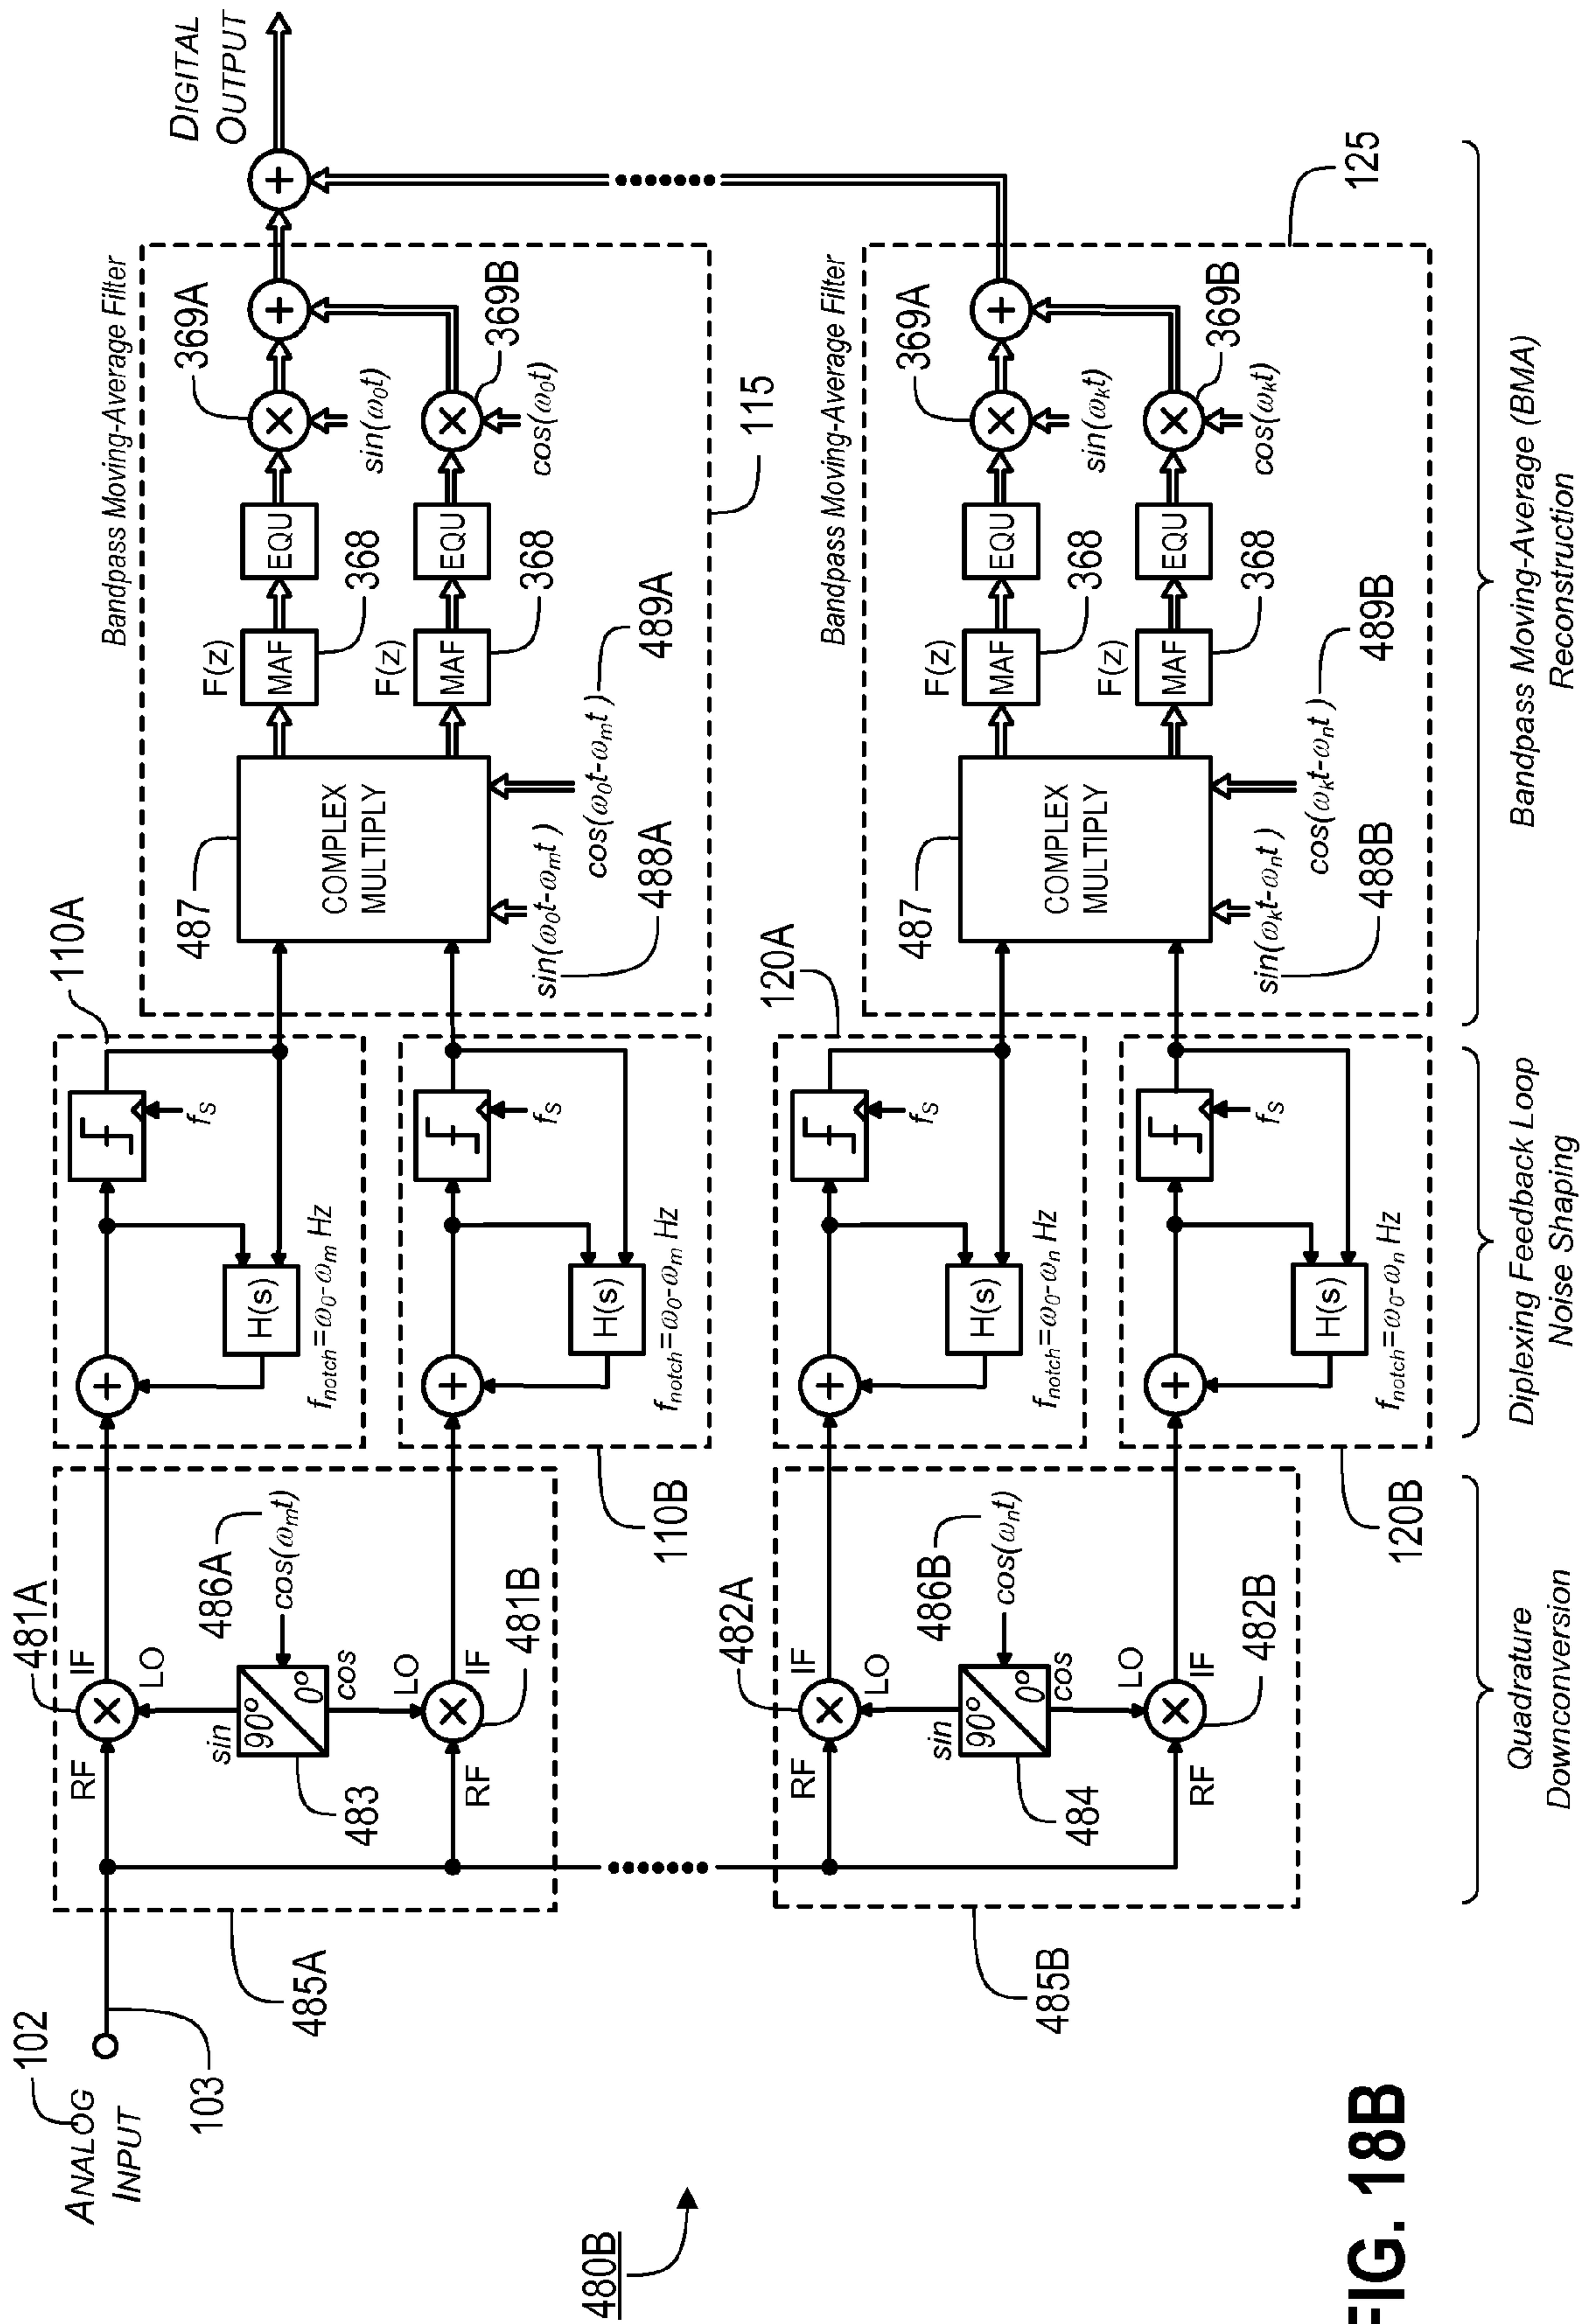 102
ANALOG
INPUT
103
485A
RF
481A
IF
LO
sin
90°
0°
cos
483
486A
cos(ωmt)
LO
RF
IF
481B
110A
fS
H(s)
fnotch=ω0-ωm Hz
fS
H(s)
fnotch=ω0-ωm Hz
110B
Bandpass Moving-Average Filter
487
COMPLEX
MULTIPLY
sin(ω0t-ωmt)
488A
cos(ω0t-ωmt)
489A
F(z)
MAF
368
EQU
F(z)
MAF
368
EQU
369A
sin(ω0t)
369B
cos(ω0t)
115
DIGITAL
OUTPUT
485B
RF
482A
IF
LO
sin
90°
0°
cos
484
486B
cos(ωnt)
LO
RF
IF
482B
120A
fS
H(s)
fnotch=ω0-ωn Hz
fS
H(s)
fnotch=ω0-ωn Hz
120B
Bandpass Moving-Average Filter
487
COMPLEX
MULTIPLY
sin(ωkt-ωnt)
488B
cos(ωkt-ωnt)
489B
F(z)
MAF
368
EQU
F(z)
MAF
368
EQU
369A
sin(ωkt)
369B
cos(ωkt)
125
Quadrature
Downconversion
Diplexing Feedback Loop
Noise Shaping
Bandpass Moving-Average (BMA)
Reconstruction
480B
FIG. 18B